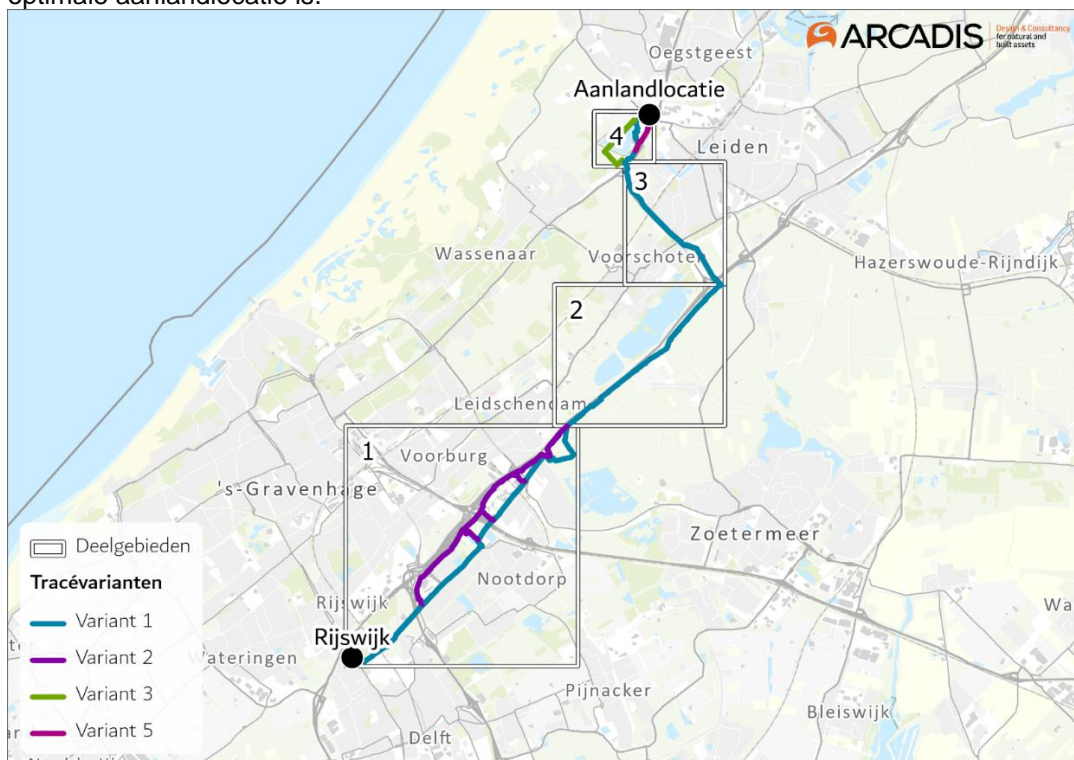 optimale aanlandlocatie is.
ARCADIS
Design & Consultancy
for natural and
built assets
Oegstgeest
Aanlandlocatie
4
Leiden
3
Wassenaar
Voorschoten
Hazerswoude-Rijndijk
2
Leidschendam
1
Voorburg
's-Gravenhage
Zoetermeer
Nootdorp
Rijswijk
Rijswijk
Wateringen
Pijnacker
Bleiswijk
Delft
Deelgebieden
Tracévarianten
Variant 1
Variant 2
Variant 3
Variant 5